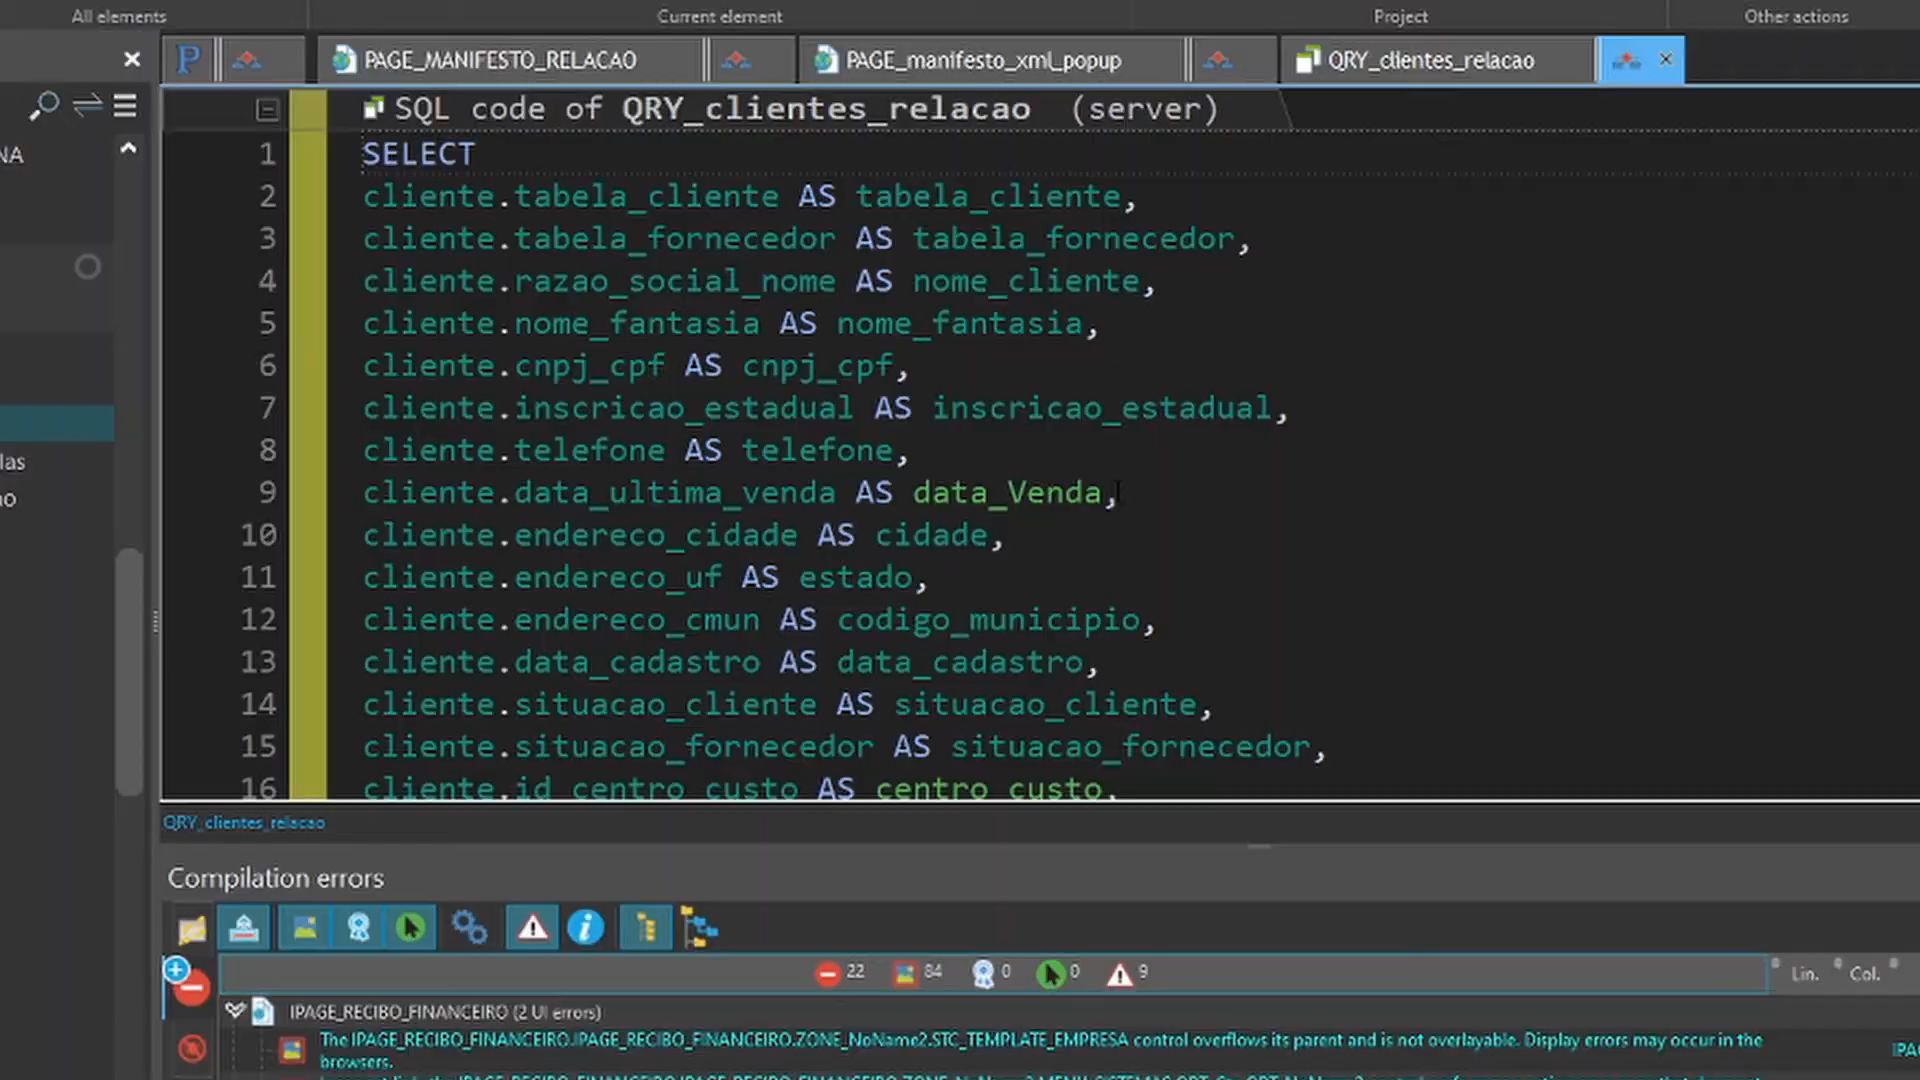 All elements
Current element
Project
Other actions
PAGE_MANIFESTO_RELACAO
PAGE_manifesto_xml_popup
QRY_clientes_relacao
SQL code of QRY_clientes_relacao (server)
NA
las
1 SELECT
2 cliente.tabela_cliente AS tabela_cliente,
3 cliente.tabela_fornecedor AS tabela_fornecedor,
4 cliente.razao_social_nome AS nome_cliente,
5 cliente.nome_fantasia AS nome_fantasia,
6 cliente.cnpj_cpf AS cnpj_cpf,
7 cliente.inscricao_estadual AS inscricao_estadual,
8 cliente.telefone AS telefone,
9 cliente.data_ultima_venda AS data_Venda,
10 cliente.endereco_cidade AS cidade,
11 cliente.endereco_uf AS estado,
12 cliente.endereco_cmun AS codigo_municipio,
13 cliente.data_cadastro AS data_cadastro,
14 cliente.situacao_cliente AS situacao_cliente,
15 cliente.situacao_fornecedor AS situacao_fornecedor,
16 cliente.id_centro_custo AS centro_custo,
QRY_clientes_relacao
Compilation errors
22 84 0 0 9
Lin. Col.
IPAGE_RECIBO_FINANCEIRO (2 UI errors)
The IPAGE_RECIBO_FINANCEIRO.IPAGE_RECIBO_FINANCEIRO.ZONE_NoName2.STC_TEMPLATE_EMPRESA control overflows its parent and is not overlayable. Display errors may occur in the
browsers.
IPA